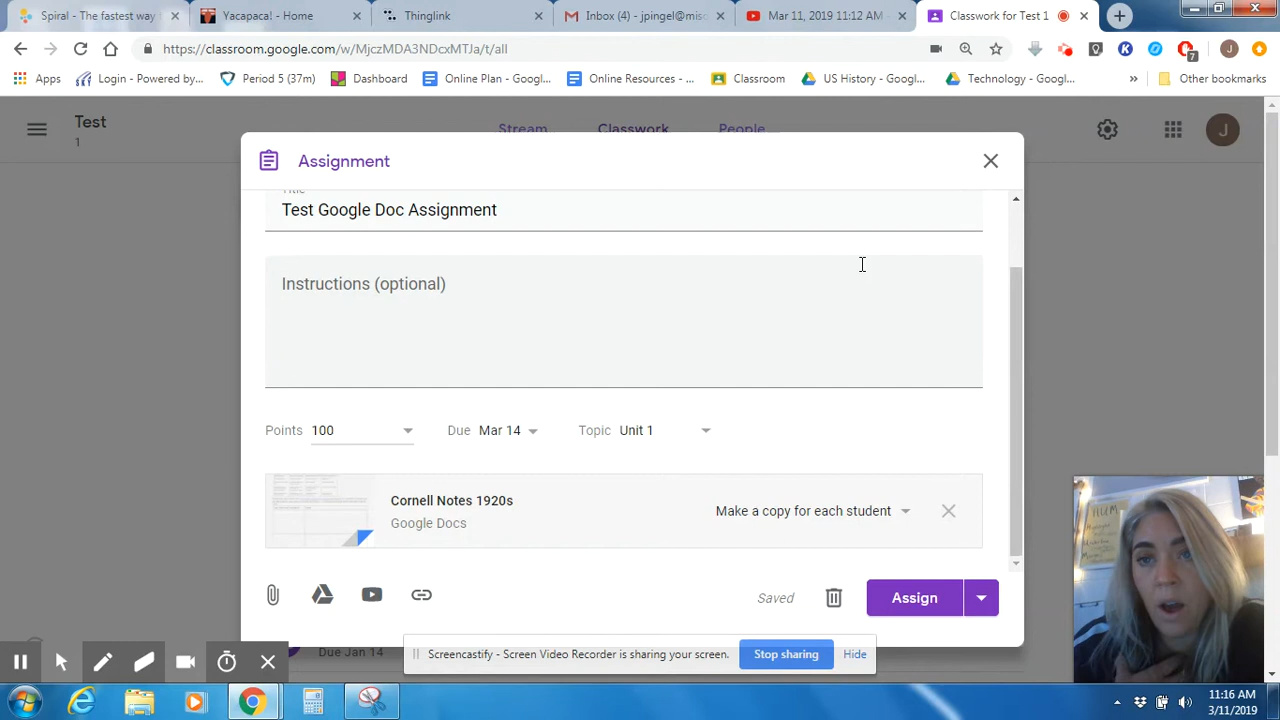 Spiral - The fastest way
Yacapaca! - Home
Thinglink
Inbox (4) - jpingel@misc
Mar 11, 2019 11:12 AM
Classwork for Test 1
https://classroom.google.com/w/MjczMDA3NDcxMTJa/t/all
7
J
Apps
Login - Powered by...
Period 5 (37m)
Dashboard
Online Plan - Googl...
Online Resources - ...
Classroom
US History - Googl...
Technology - Googl...
»
Other bookmarks
Test
1
Stream
Classwork
People
J
Assignment
Title
Test Google Doc Assignment
Instructions (optional)
Points 100
Due Mar 14
Topic Unit 1
Cornell Notes 1920s
Google Docs
Make a copy for each student
Saved
Assign
Due Jan 14
Screencastify - Screen Video Recorder is sharing your screen.
Stop sharing
Hide
11:16 AM
3/11/2019